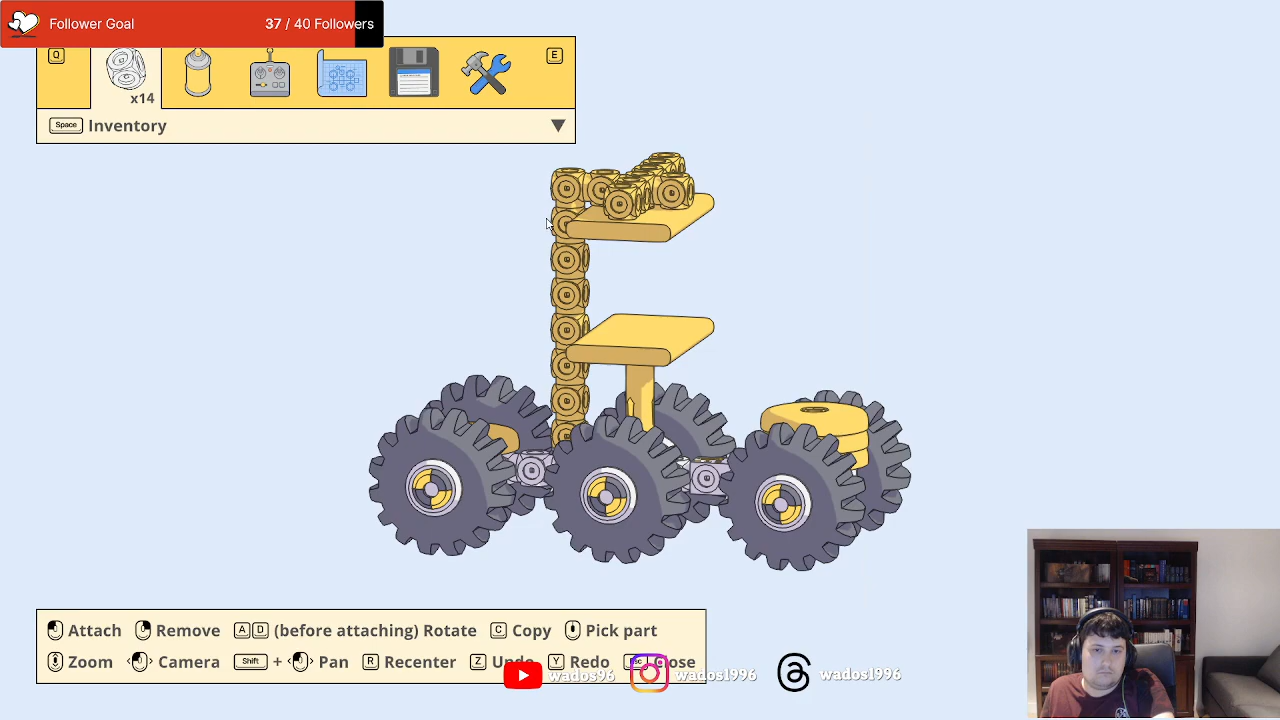 Follower Goal 37 / 40 Followers
Q
E
x14
Space Inventory
Attach Remove A D (before attaching) Rotate C Copy Pick part
Zoom Camera Shift + Pan R Recenter Z Undo Y Redo
wados96 wados1996 wados1996